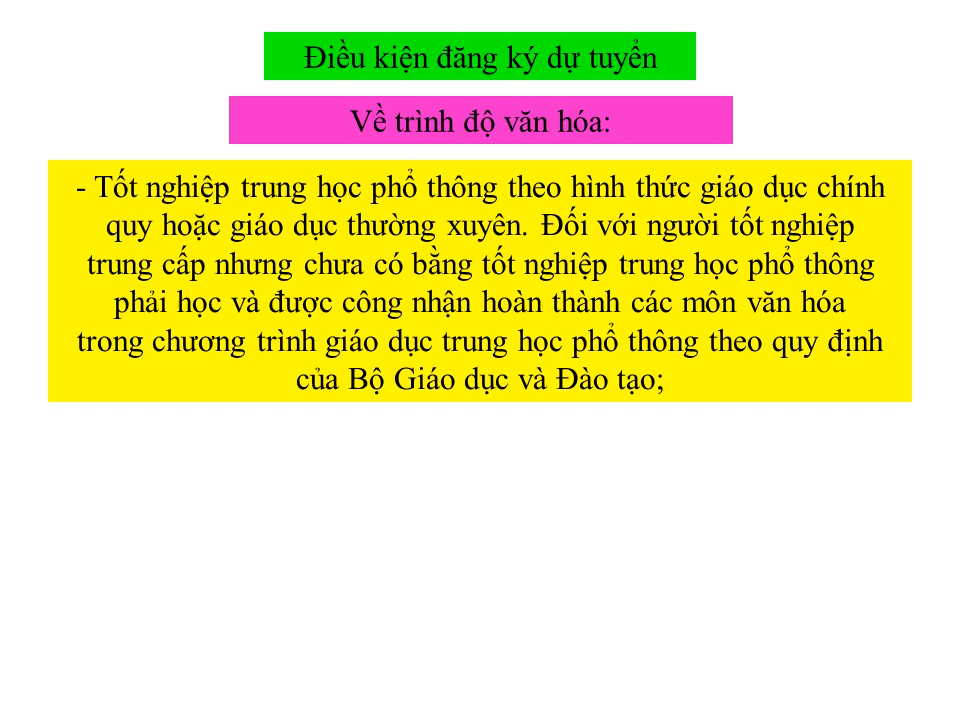 Điều kiện đăng ký dự tuyển
Về trình độ văn hóa:
- Tốt nghiệp trung học phổ thông theo hình thức giáo dục chính
quy hoặc giáo dục thường xuyên. Đối với người tốt nghiệp
trung cấp nhưng chưa có bằng tốt nghiệp trung học phổ thông
phải học và được công nhận hoàn thành các môn văn hóa
trong chương trình giáo dục trung học phổ thông theo quy định
của Bộ Giáo dục và Đào tạo;